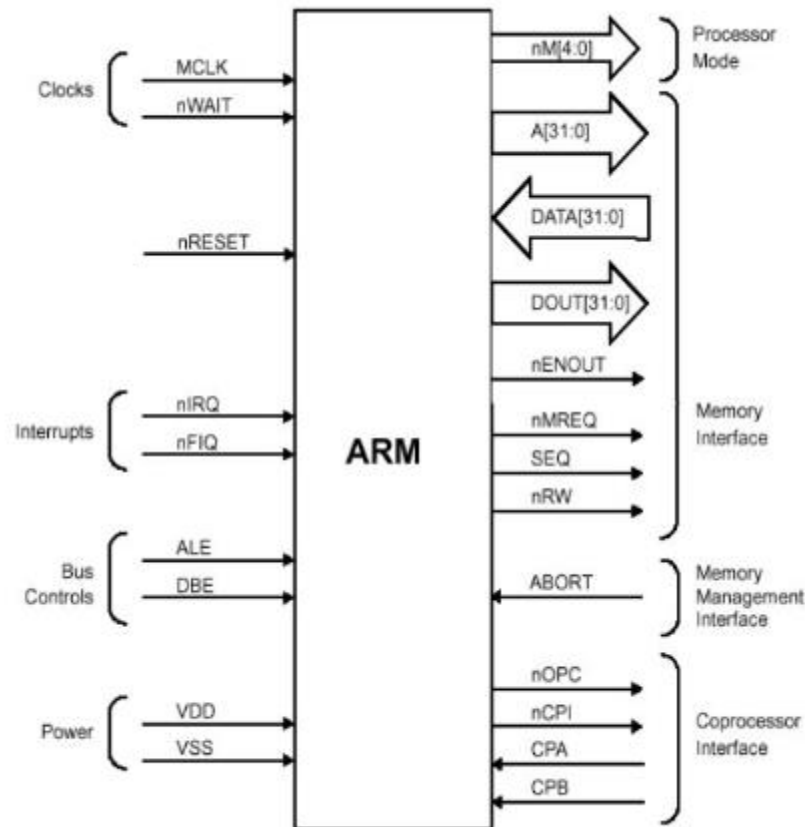 MCLK
Clocks
nWAIT
nRESET
nIRQ
Interrupts
nFIQ
ALE
Bus
Controls
DBE
VDD
Power
VSS
ARM
nM[4:0]
Processor
Mode
A[31:0]
DATA[31:0]
DOUT[31:0]
nENOUT
nMREQ
SEQ
nRW
Memory
Interface
ABORT
Memory
Management
Interface
nOPC
nCPI
CPA
CPB
Coprocessor
Interface